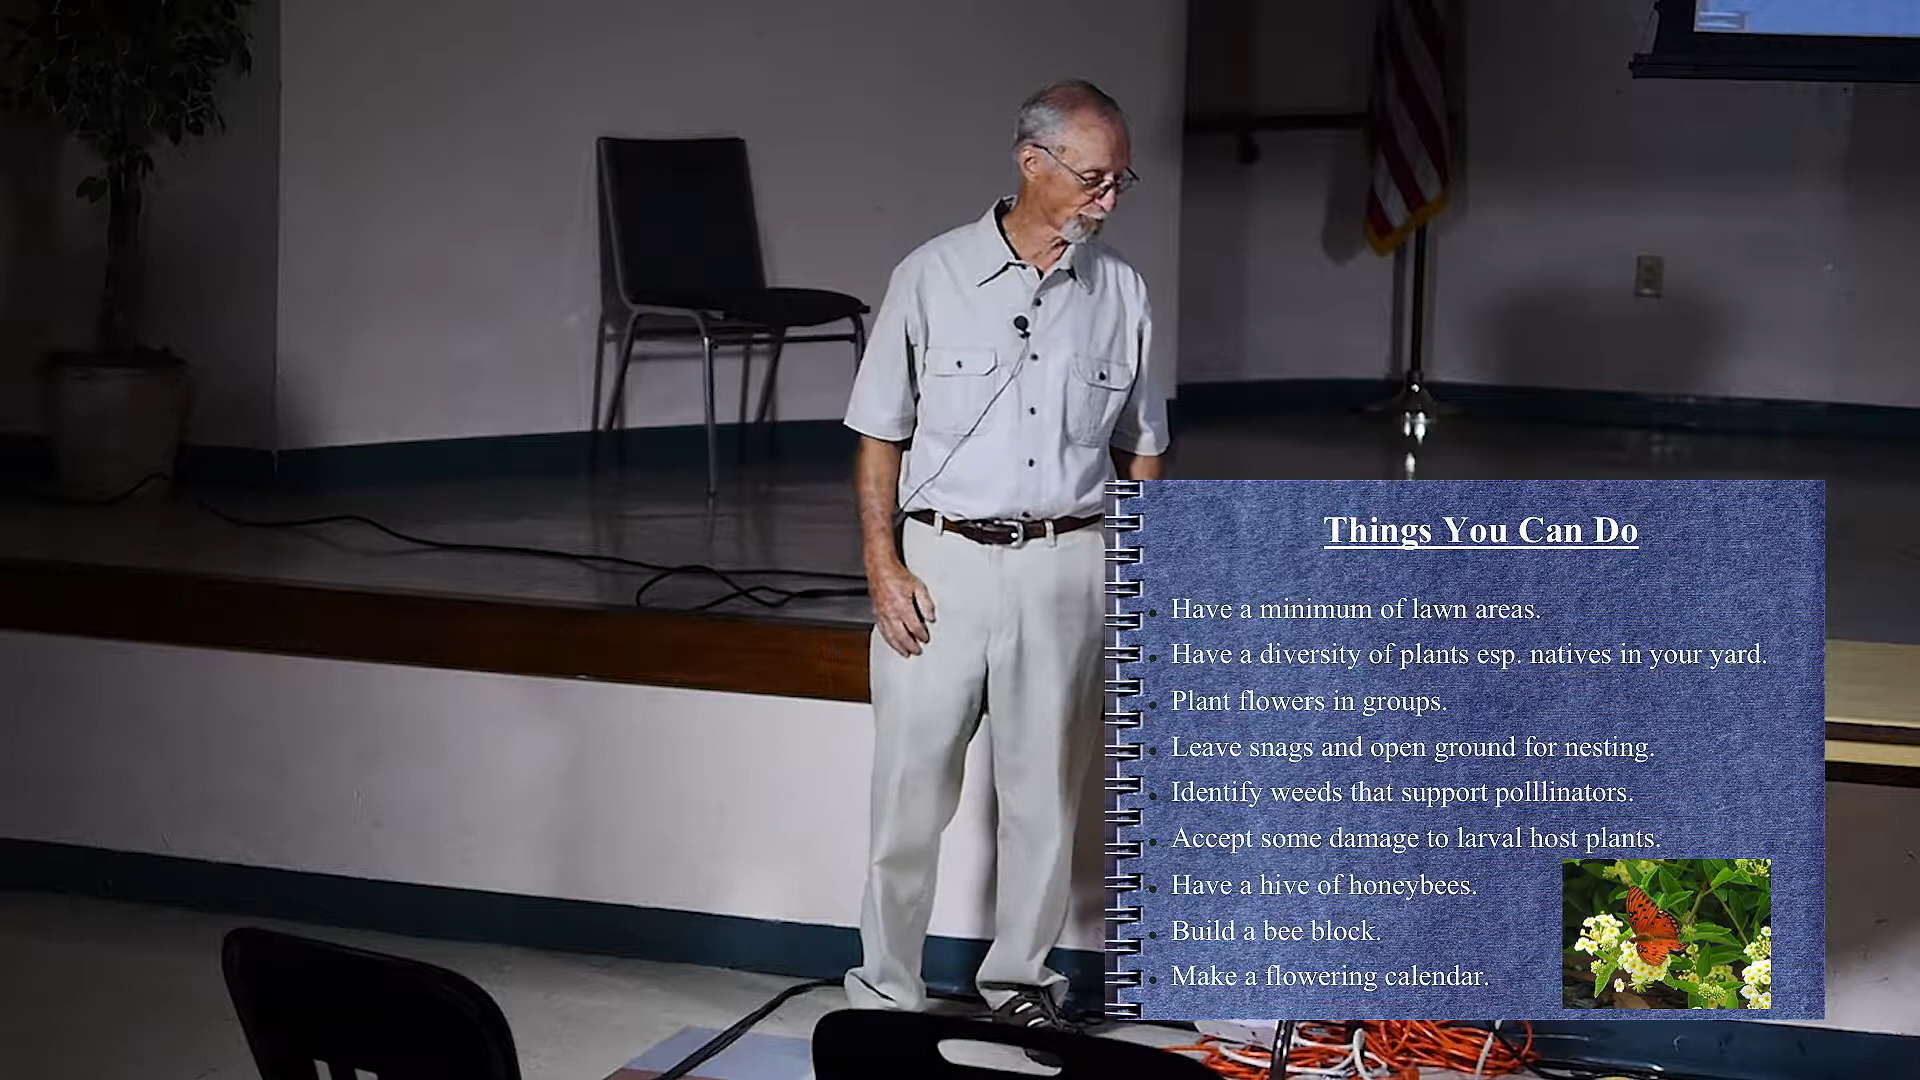 Things You Can Do
Have a minimum of lawn areas.
Have a diversity of plants esp. natives in your yard.
Plant flowers in groups.
Leave snags and open ground for nesting.
Identify weeds that support polllinators.
Accept some damage to larval host plants.
Have a hive of honeybees.
Build a bee block.
Make a flowering calendar.